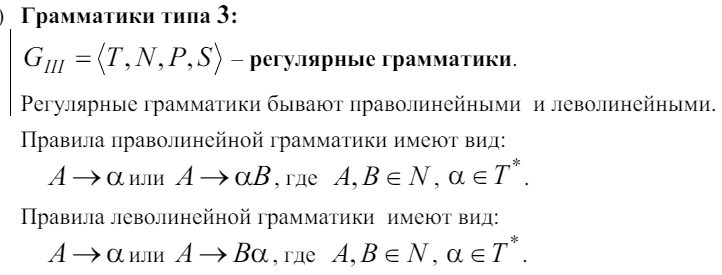 ) Грамматики типа 3:
G_III = ⟨T, N, P, S⟩ – регулярные грамматики.
Регулярные грамматики бывают праволинейными и леволинейными.
Правила праволинейной грамматики имеют вид:
A → α или A → αB, где A, B ∈ N, α ∈ T*.
Правила леволинейной грамматики имеют вид:
A → α или A → Bα, где A, B ∈ N, α ∈ T*.